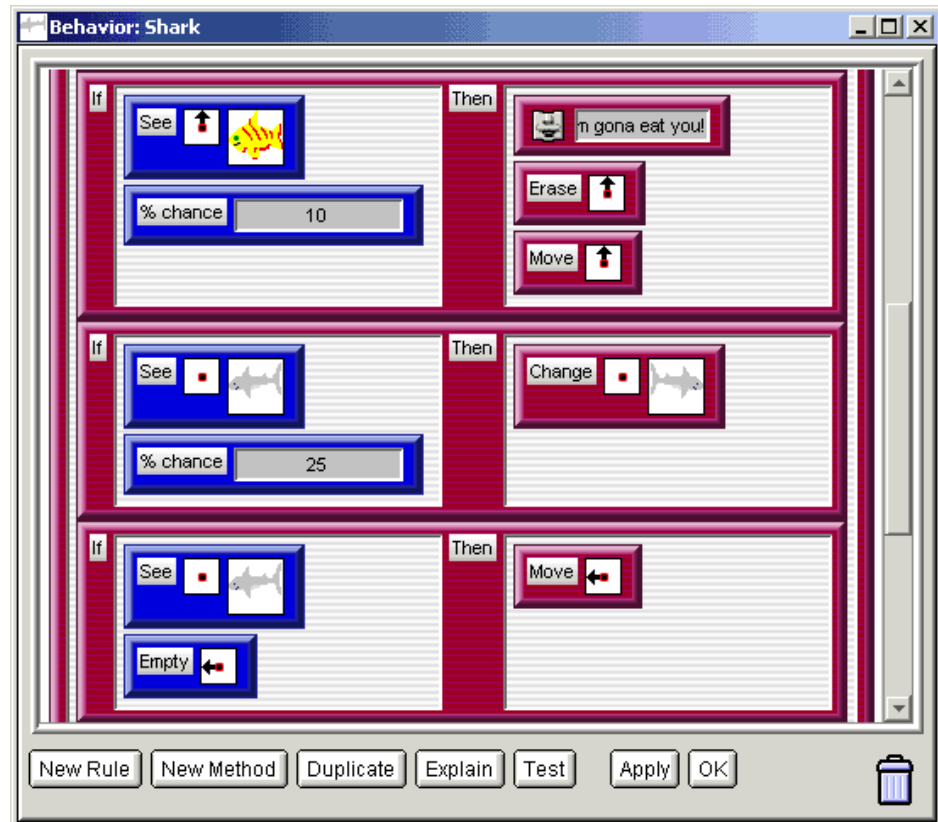 Behavior: Shark
If
See
% chance 10
Then
n gona eat you!
Erase
Move
If
See
% chance 25
Then
Change
If
See
Empty
Then
Move
New Rule New Method Duplicate Explain Test Apply OK